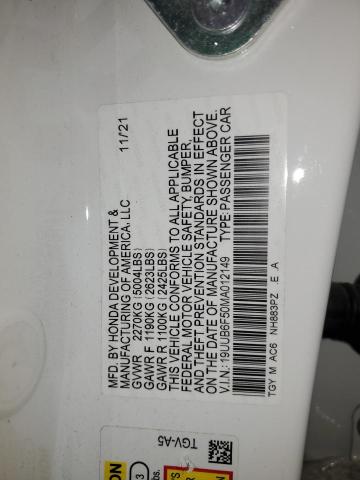 MFD. BY HONDA DEVELOPMENT &
MANUFACTURING OF AMERICA, LLC 11/21
GVWR 2270KG (5004LBS)
GAWR F 1190KG (2623LBS)
GAWR R 1100KG (2425LBS)
THIS VEHICLE CONFORMS TO ALL APPLICABLE
FEDERAL MOTOR VEHICLE SAFETY, BUMPER,
AND THEFT PREVENTION STANDARDS IN EFFECT
ON THE DATE OF MANUFACTURE SHOWN ABOVE.
V.I.N.:19UUB6F50MA012149 TYPE:PASSENGER CAR
TGY M AC6 NH883PZ E A
TGV-A5